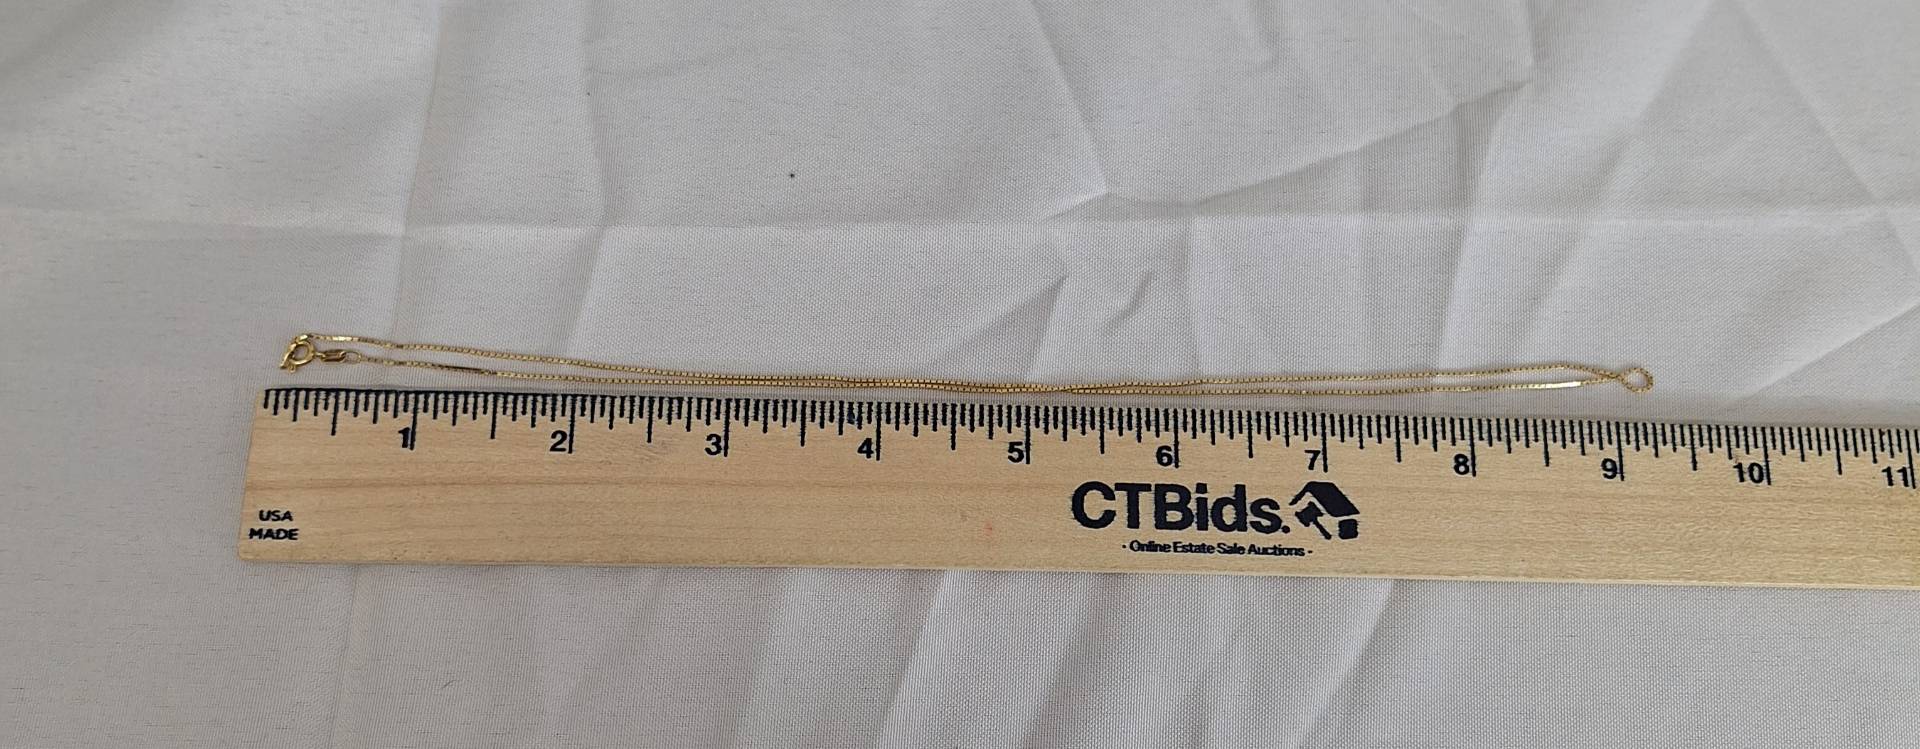 1 2 3 4 5 6 7 8 9 10 11
USA
MADE
CTBids.
- Online Estate Sale Auctions -